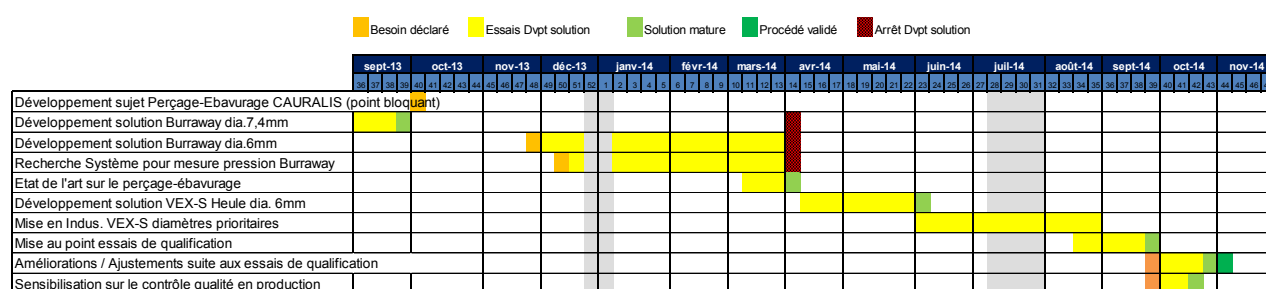 Besoin déclaré Essais Dvpt solution Solution mature Procédé validé Arrêt Dvpt solution
sept-13 oct-13 nov-13 déc-13 janv-14 févr-14 mars-14 avr-14 mai-14 juin-14 juil-14 août-14 sept-14 oct-14 nov-14
36 37 38 39 40 41 42 43 44 45 46 47 48 49 50 51 52 1 2 3 4 5 6 7 8 9 10 11 12 13 14 15 16 17 18 19 20 21 22 23 24 25 26 27 28 29 30 31 32 33 34 35 36 37 38 39 40 41 42 43 44 45 46
Développement sujet Perçage-Ebavurage CAURALIS (point bloquant)
Développement solution Burraway dia.7,4mm
Développement solution Burraway dia.6mm
Recherche Système pour mesure pression Burraway
Etat de l'art sur le perçage-ébavurage
Développement solution VEX-S Heule dia. 6mm
Mise en Indus. VEX-S diamètres prioritaires
Mise au point essais de qualification
Améliorations / Ajustements suite aux essais de qualification
Sensibilisation sur le contrôle qualité en production